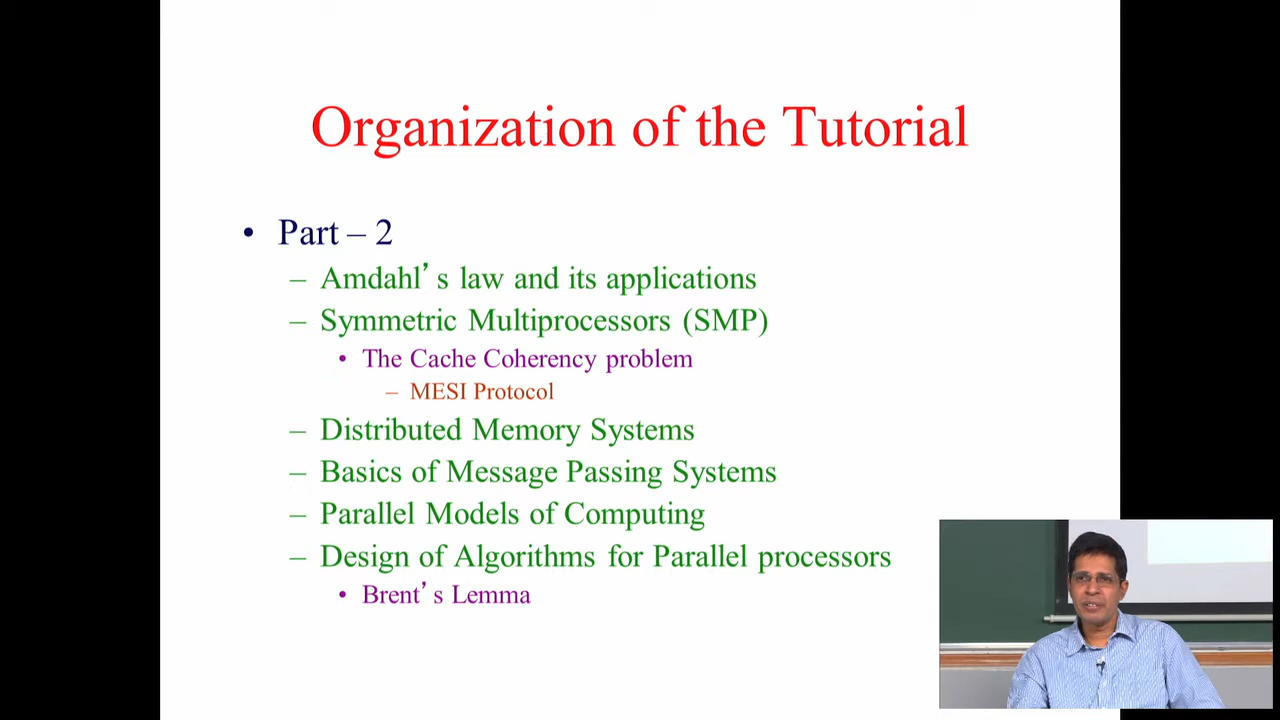 Organization of the Tutorial
• Part – 2
– Amdahl’s law and its applications
– Symmetric Multiprocessors (SMP)
• The Cache Coherency problem
– MESI Protocol
– Distributed Memory Systems
– Basics of Message Passing Systems
– Parallel Models of Computing
– Design of Algorithms for Parallel processors
• Brent’s Lemma